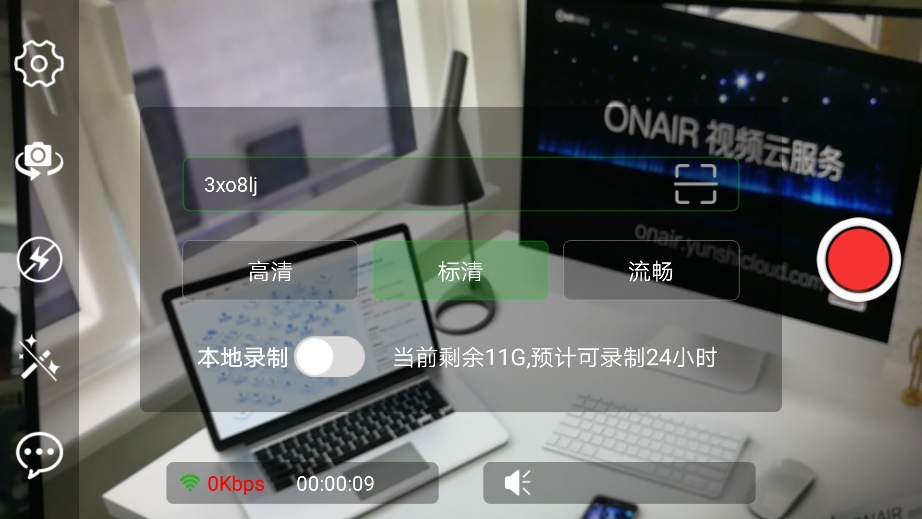 ONAIR 视频云服务
3xo8lj
onair.yunshicloud.com
高清 标清 流畅
本地录制 当前剩余11G,预计可录制24小时
0Kbps 00:00:09
ONAIR